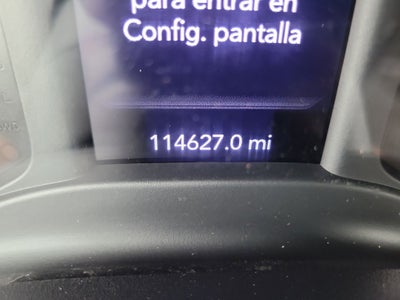 para entrar en
Config. pantalla
114627.0 mi